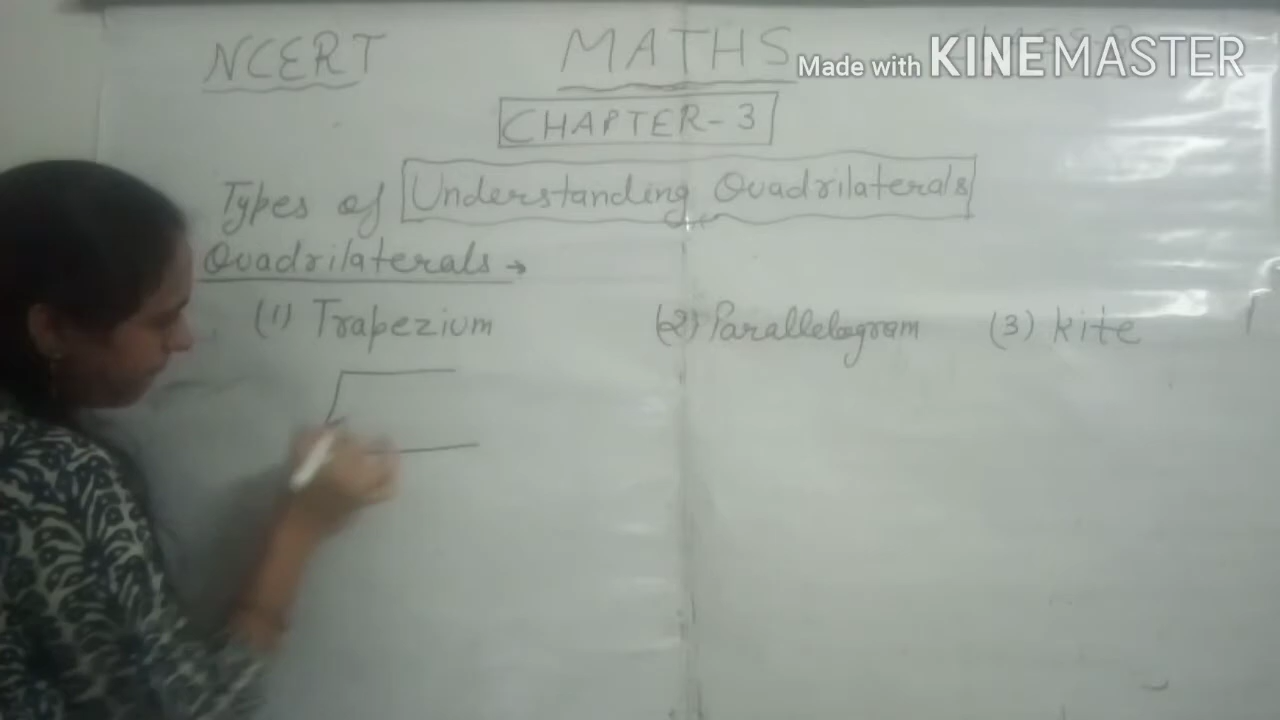 NCERT MATHS
Made with KINEMASTER
CHAPTER-3
Types of Understanding Quadrilaterals
Quadrilaterals →
(1) Trapezium (2) Parallelogram (3) kite